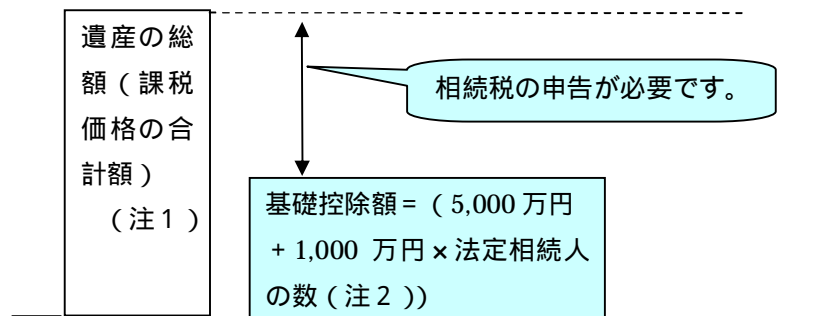 遺産の総
額（課税
価格の合
計額）
（注１）
相続税の申告が必要です。
基礎控除額＝（5,000 万円
＋1,000 万円×法定相続人
の数（注２））